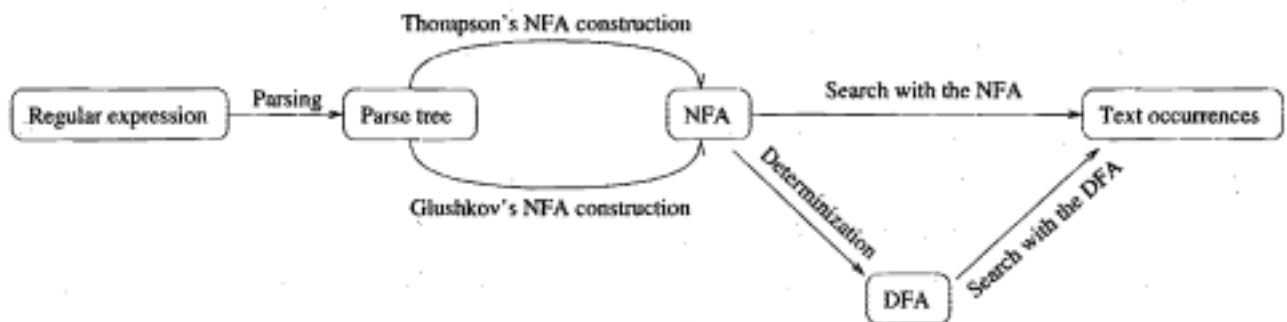 Thompson's NFA construction
Regular expression
Parsing
Parse tree
NFA
Search with the NFA
Text occurrences
Glushkov's NFA construction
Determinization
Search with the DFA
DFA